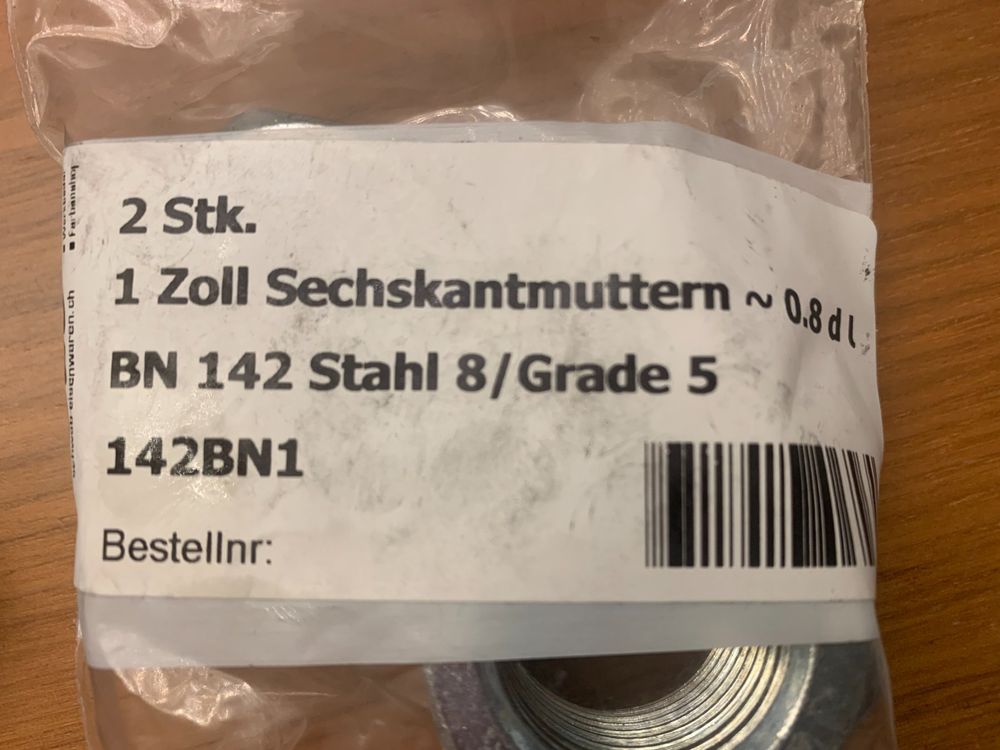 2 Stk.
1 Zoll Sechskantmuttern ~ 0.8 d l
BN 142 Stahl 8/Grade 5
142BN1
Bestellnr: